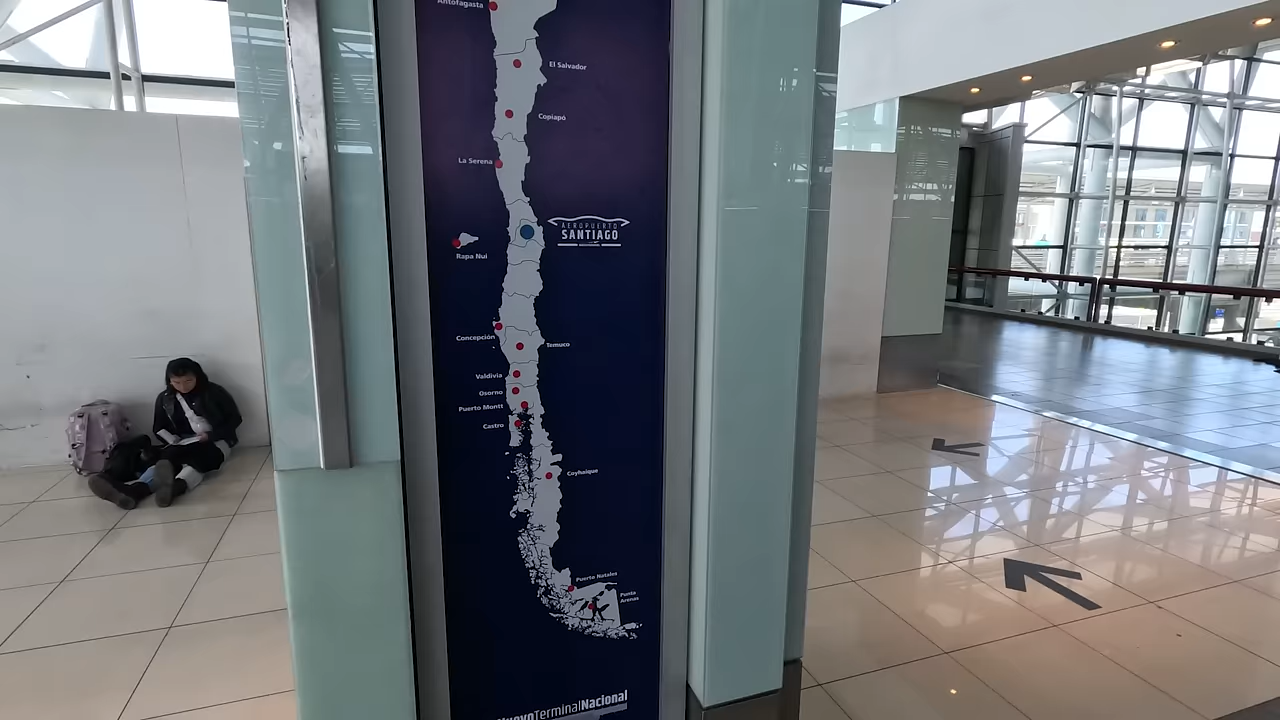 Antofagasta
El Salvador
Copiapó
La Serena
AEROPUERTO
SANTIAGO
Rapa Nui
Concepción
Temuco
Valdivia
Osorno
Puerto Montt
Castro
Coyhaique
Puerto Natales
Punta
Arenas
NuevoTerminalNacional